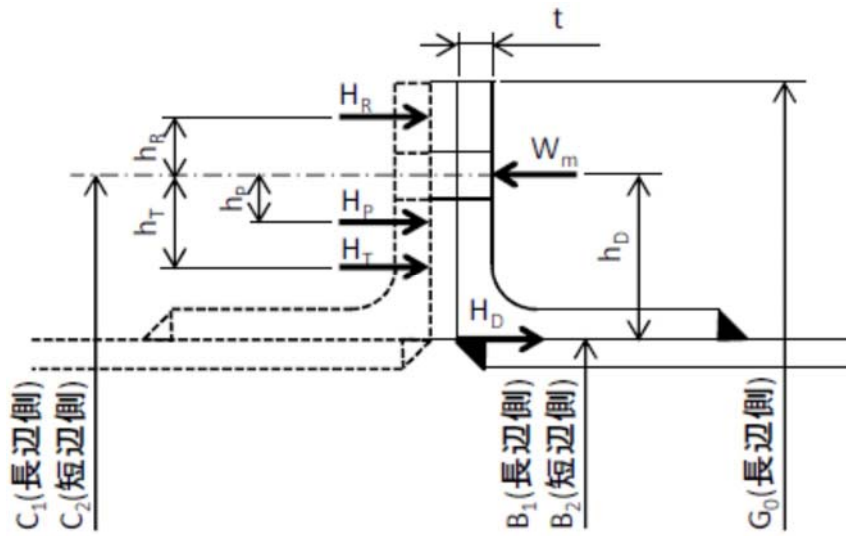 t
H_R
h_R
W_m
h_P
h_T
H_P
H_T
h_D
H_D
C_1(長辺側)
C_2(短辺側)
B_1(長辺側)
B_2(短辺側)
G_0(長辺側)